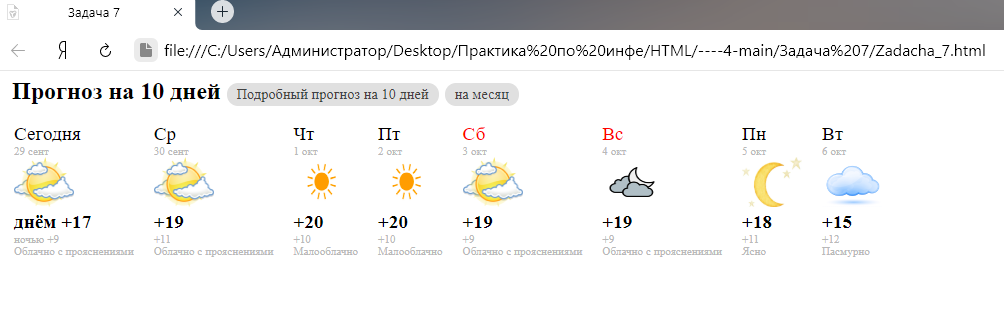 Задача 7
Я
file:///C:/Users/Администратор/Desktop/Практика%20по%20инфе/HTML/----4-main/Задача%207/Zadacha_7.html
Прогноз на 10 дней Подробный прогноз на 10 дней на месяц
Сегодня Ср Чт Пт Сб Вс Пн Вт
29 сент 30 сент 1 окт 2 окт 3 окт 4 окт 5 окт 6 окт
днём +17 +19 +20 +20 +19 +19 +18 +15
ночью +9 +11 +10 +10 +9 +9 +11 +12
Облачно с прояснениями Облачно с прояснениями Малооблачно Малооблачно Облачно с прояснениями Облачно с прояснениями Ясно Пасмурно